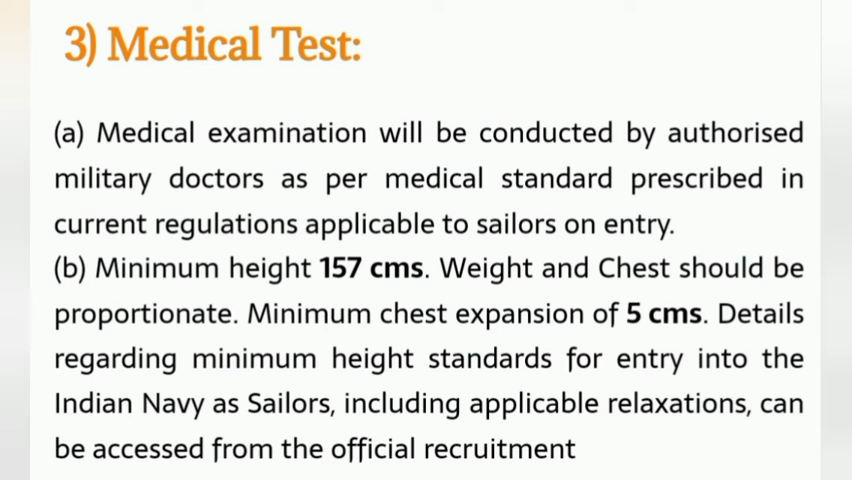 3) Medical Test:
(a) Medical examination will be conducted by authorised
military doctors as per medical standard prescribed in
current regulations applicable to sailors on entry.
(b) Minimum height 157 cms. Weight and Chest should be
proportionate. Minimum chest expansion of 5 cms. Details
regarding minimum height standards for entry into the
Indian Navy as Sailors, including applicable relaxations, can
be accessed from the official recruitment